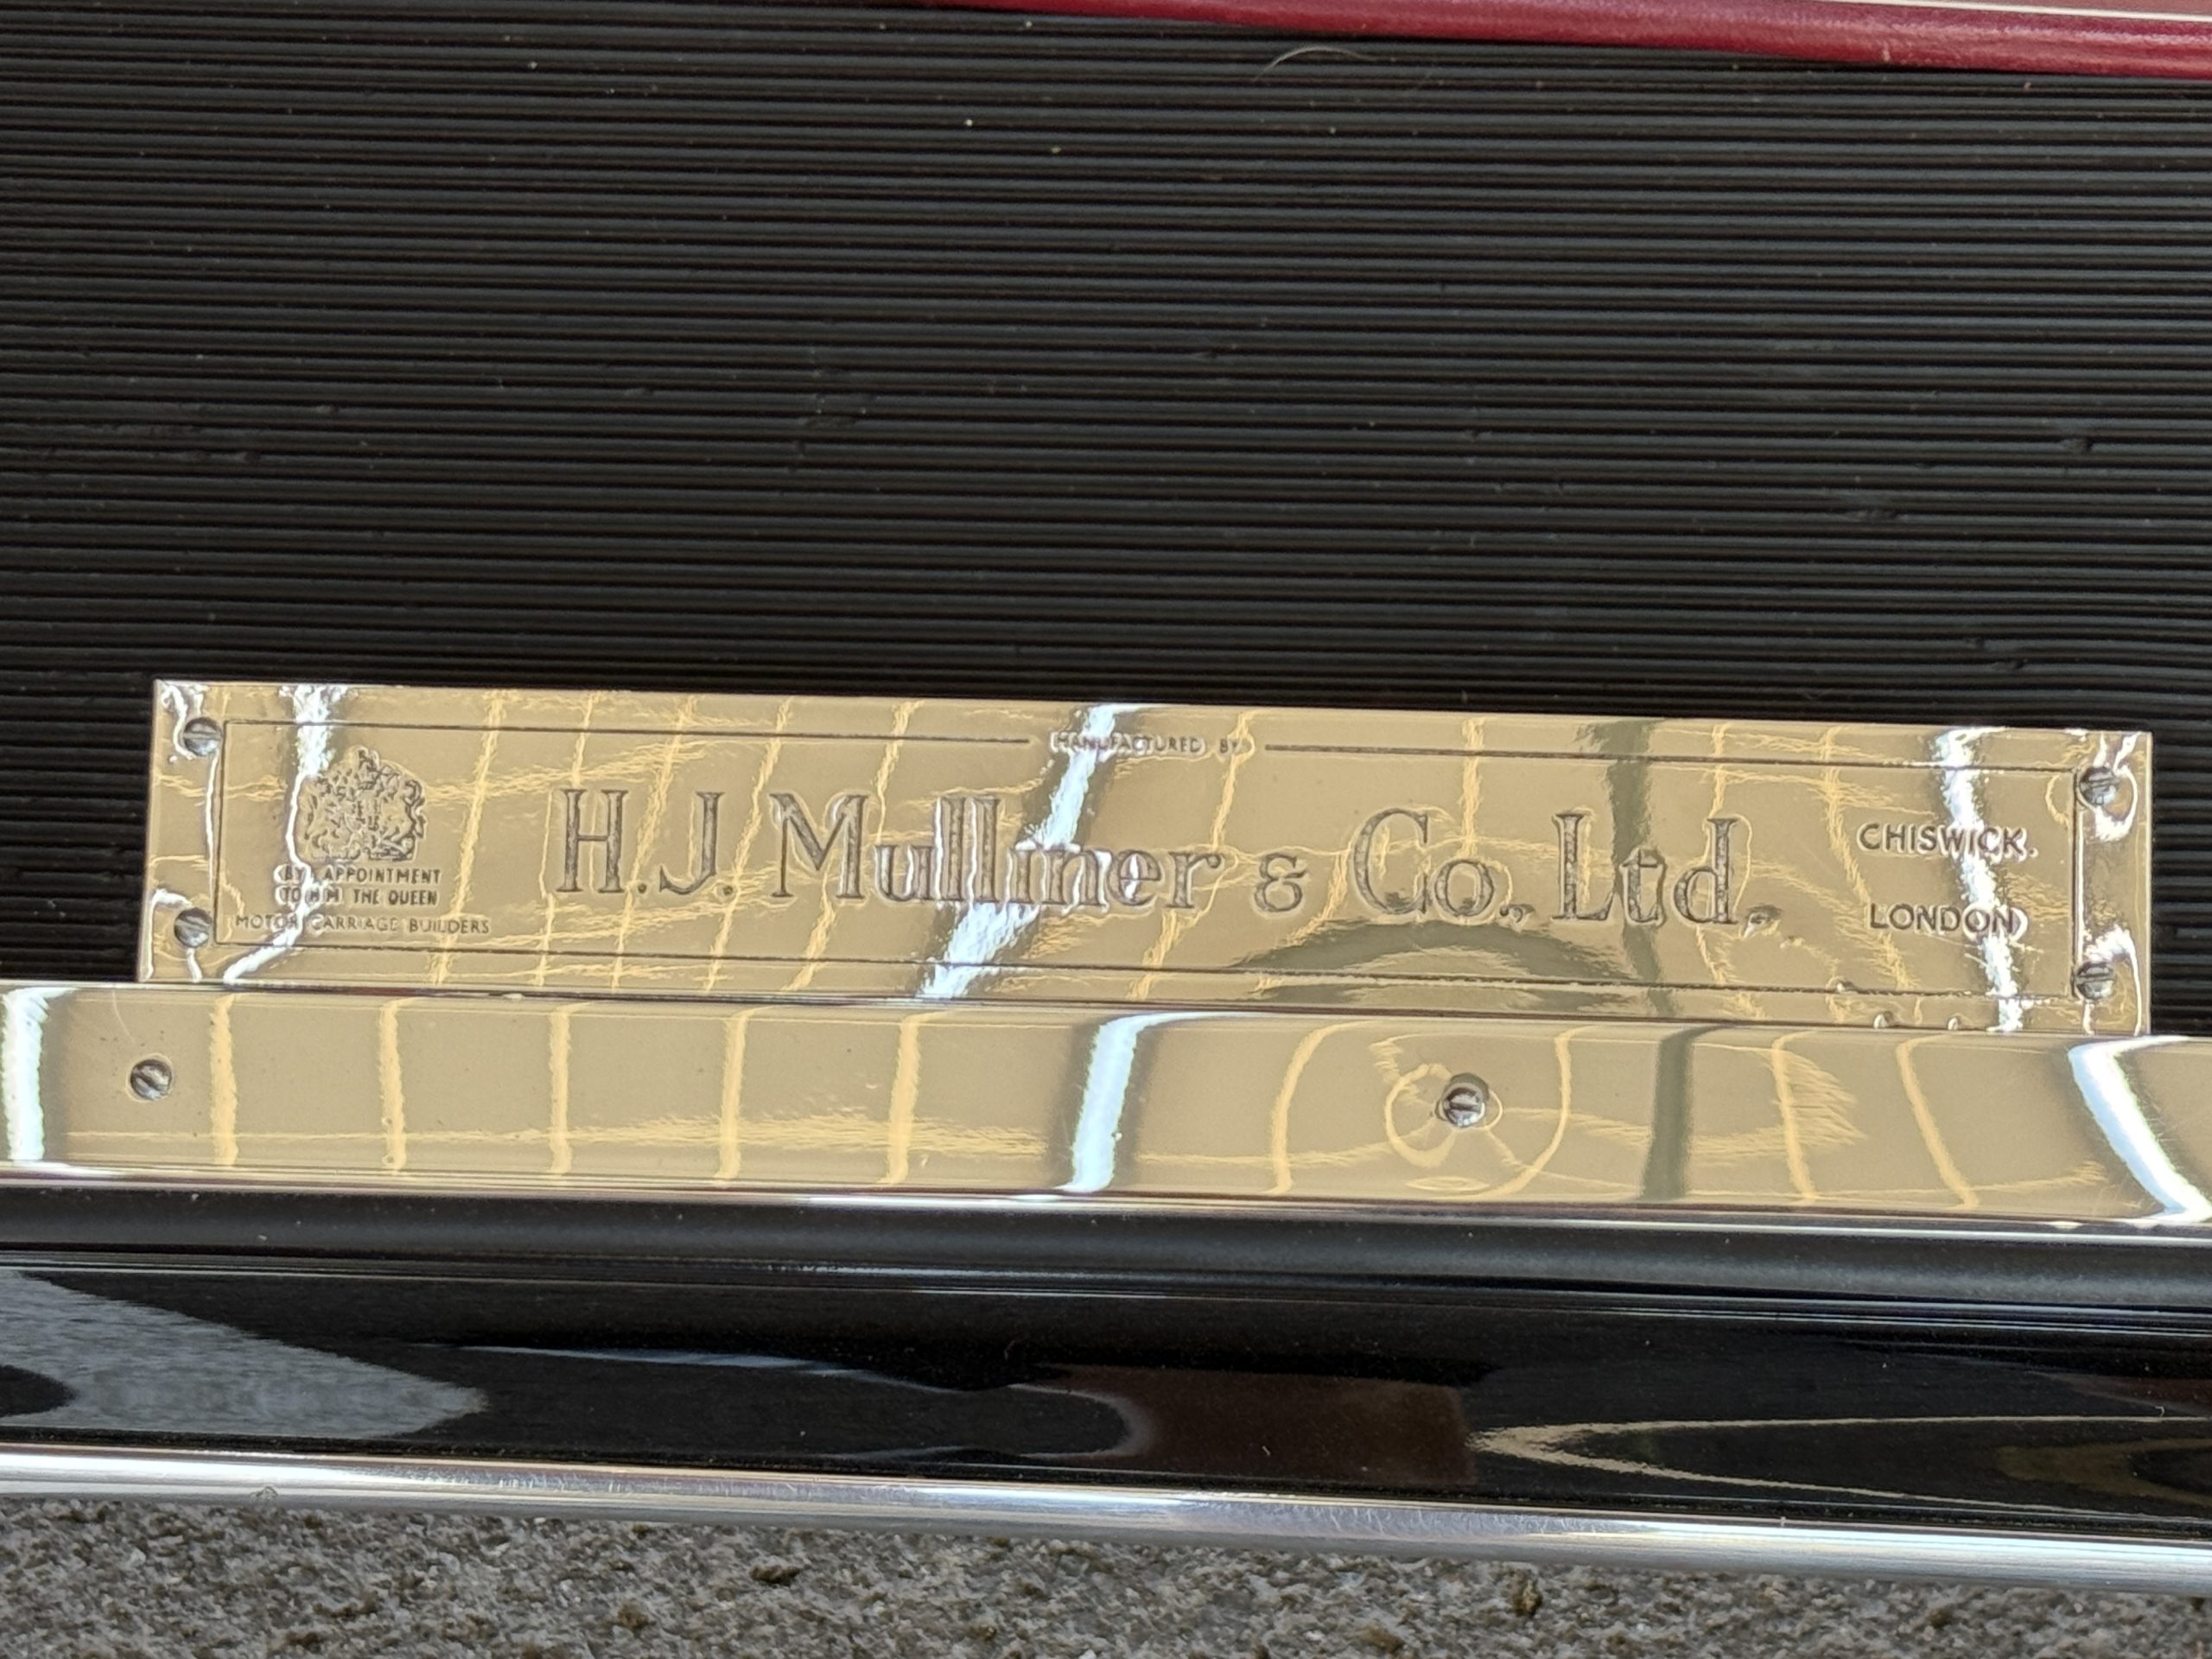 MANUFACTURED BY
BY APPOINTMENT
TO H M THE QUEEN
MOTOR CARRIAGE BUILDERS
H.J. Mulliner & Co., Ltd.
CHISWICK.
LONDON